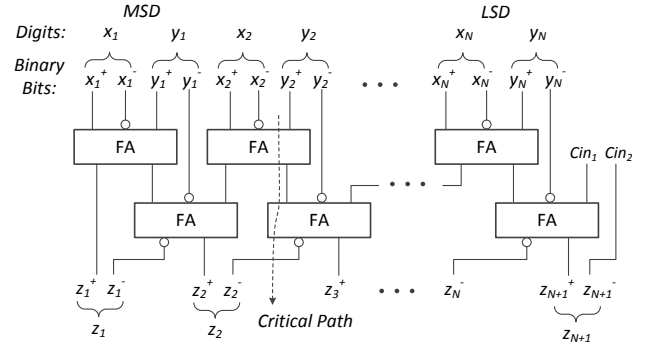 MSD LSD
Digits: x1 y1 x2 y2 xN yN
Binary Bits: x1+ x1- y1+ y1- x2+ x2- y2+ y2- • • • xN+ xN- yN+ yN-
FA FA FA Cin1 Cin2
• • •
FA FA FA
z1+ z1- z2+ z2- z3+ • • • zN- zN+1+ zN+1-
z1 z2 Critical Path zN+1